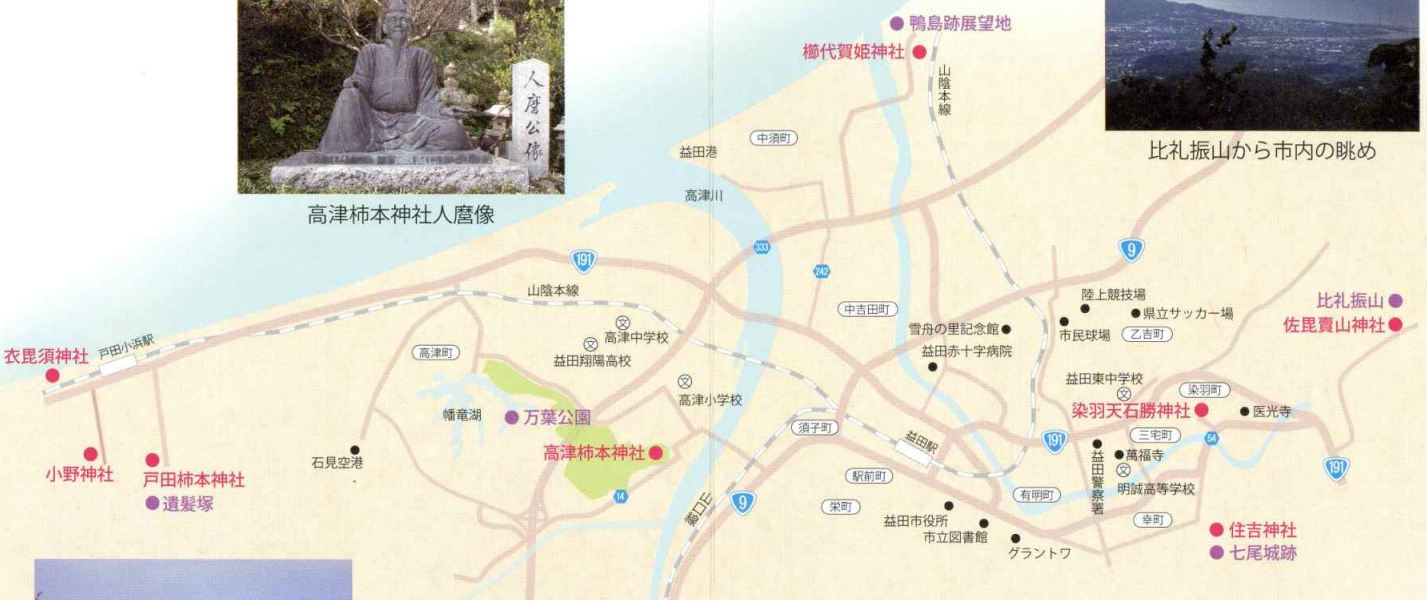 人麿公像
高津柿本神社人麿像
比礼振山から市内の眺め
鴨島跡展望地
櫛代賀姫神社
山陰本線
中須町
益田港
高津川
191
333
242
9
山陰本線
戸田小浜駅
衣毘須神社
小野神社
戸田柿本神社
遺髪塚
高津町
高津中学校
文
益田翔陽高校
文
高津小学校
文
幡竜湖
万葉公園
石見空港
高津柿本神社
14
山口線
9
中吉田町
雪舟の里記念館
益田赤十字病院
須子町
益田駅
駅前町
栄町
益田市役所
市立図書館
グラントワ
有明町
陸上競技場
市民球場
県立サッカー場
乙吉町
比礼振山
佐毘賣山神社
益田東中学校
文
染羽町
染羽天石勝神社
医光寺
191
三宅町
54
益田警察署
萬福寺
文
明誠高等学校
幸町
191
住吉神社
七尾城跡